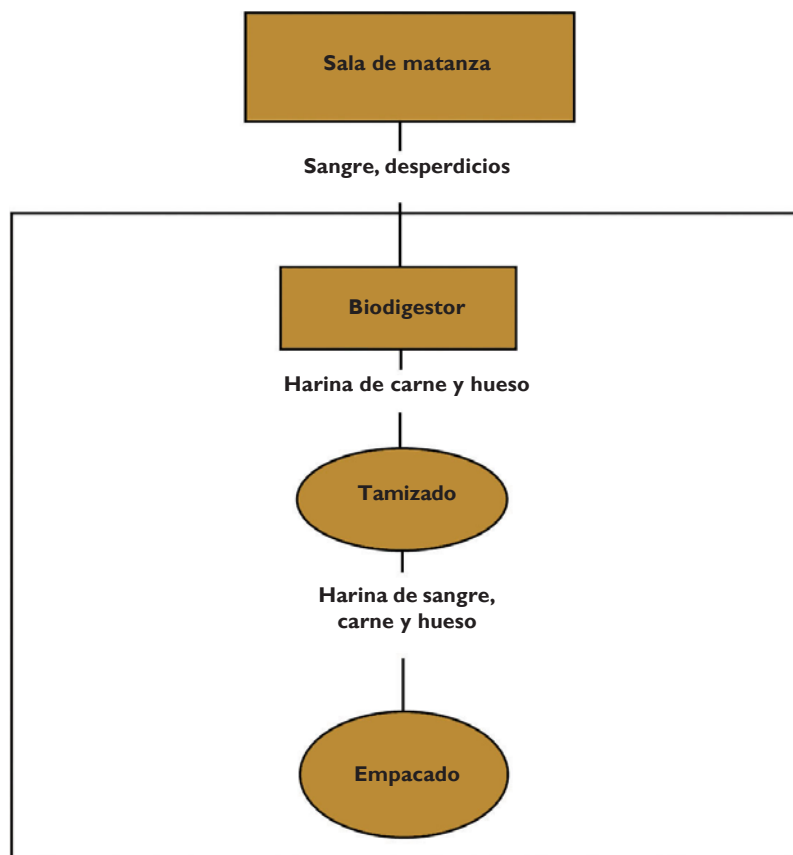 Sala de matanza
Sangre, desperdicios
Biodigestor
Harina de carne y hueso
Tamizado
Harina de sangre,
carne y hueso
Empacado